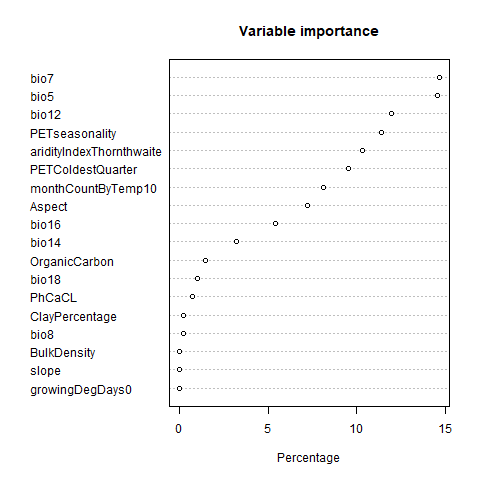 Variable importance
bio7
bio5
bio12
PETseasonality
aridityIndexThornthwaite
PETColdestQuarter
monthCountByTemp10
Aspect
bio16
bio14
OrganicCarbon
bio18
PhCaCL
ClayPercentage
bio8
BulkDensity
slope
growingDegDays0
0 5 10 15
Percentage